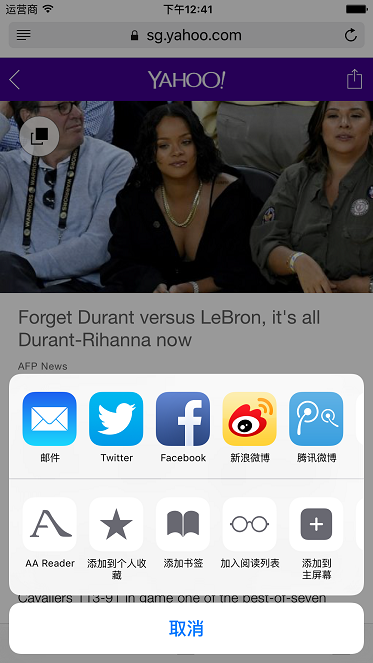 运营商 下午12:41
sg.yahoo.com
YAHOO!
Forget Durant versus LeBron, it's all
Durant-Rihanna now
AFP News
邮件 Twitter Facebook 新浪微博 腾讯微博
AA Reader 添加到个人收藏 添加书签 加入阅读列表 添加到主屏幕
Cavaliers 113-91 in game one of the best-of-seven
取消